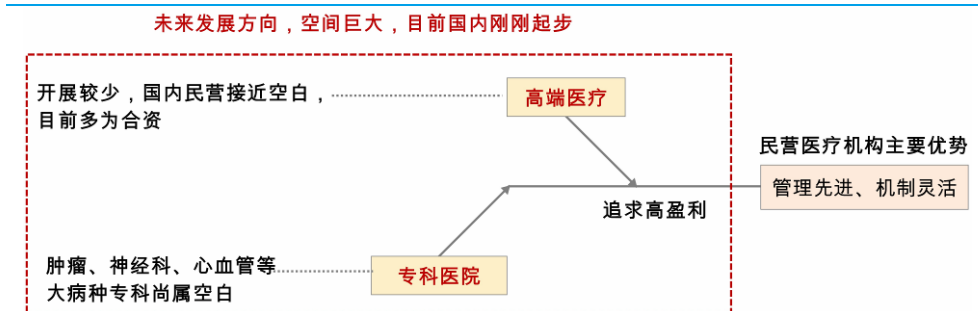 未来发展方向，空间巨大，目前国内刚刚起步
开展较少，国内民营接近空白，
目前多为合资
高端医疗
民营医疗机构主要优势
管理先进、机制灵活
追求高盈利
肿瘤、神经科、心血管等
大病种专科尚属空白
专科医院